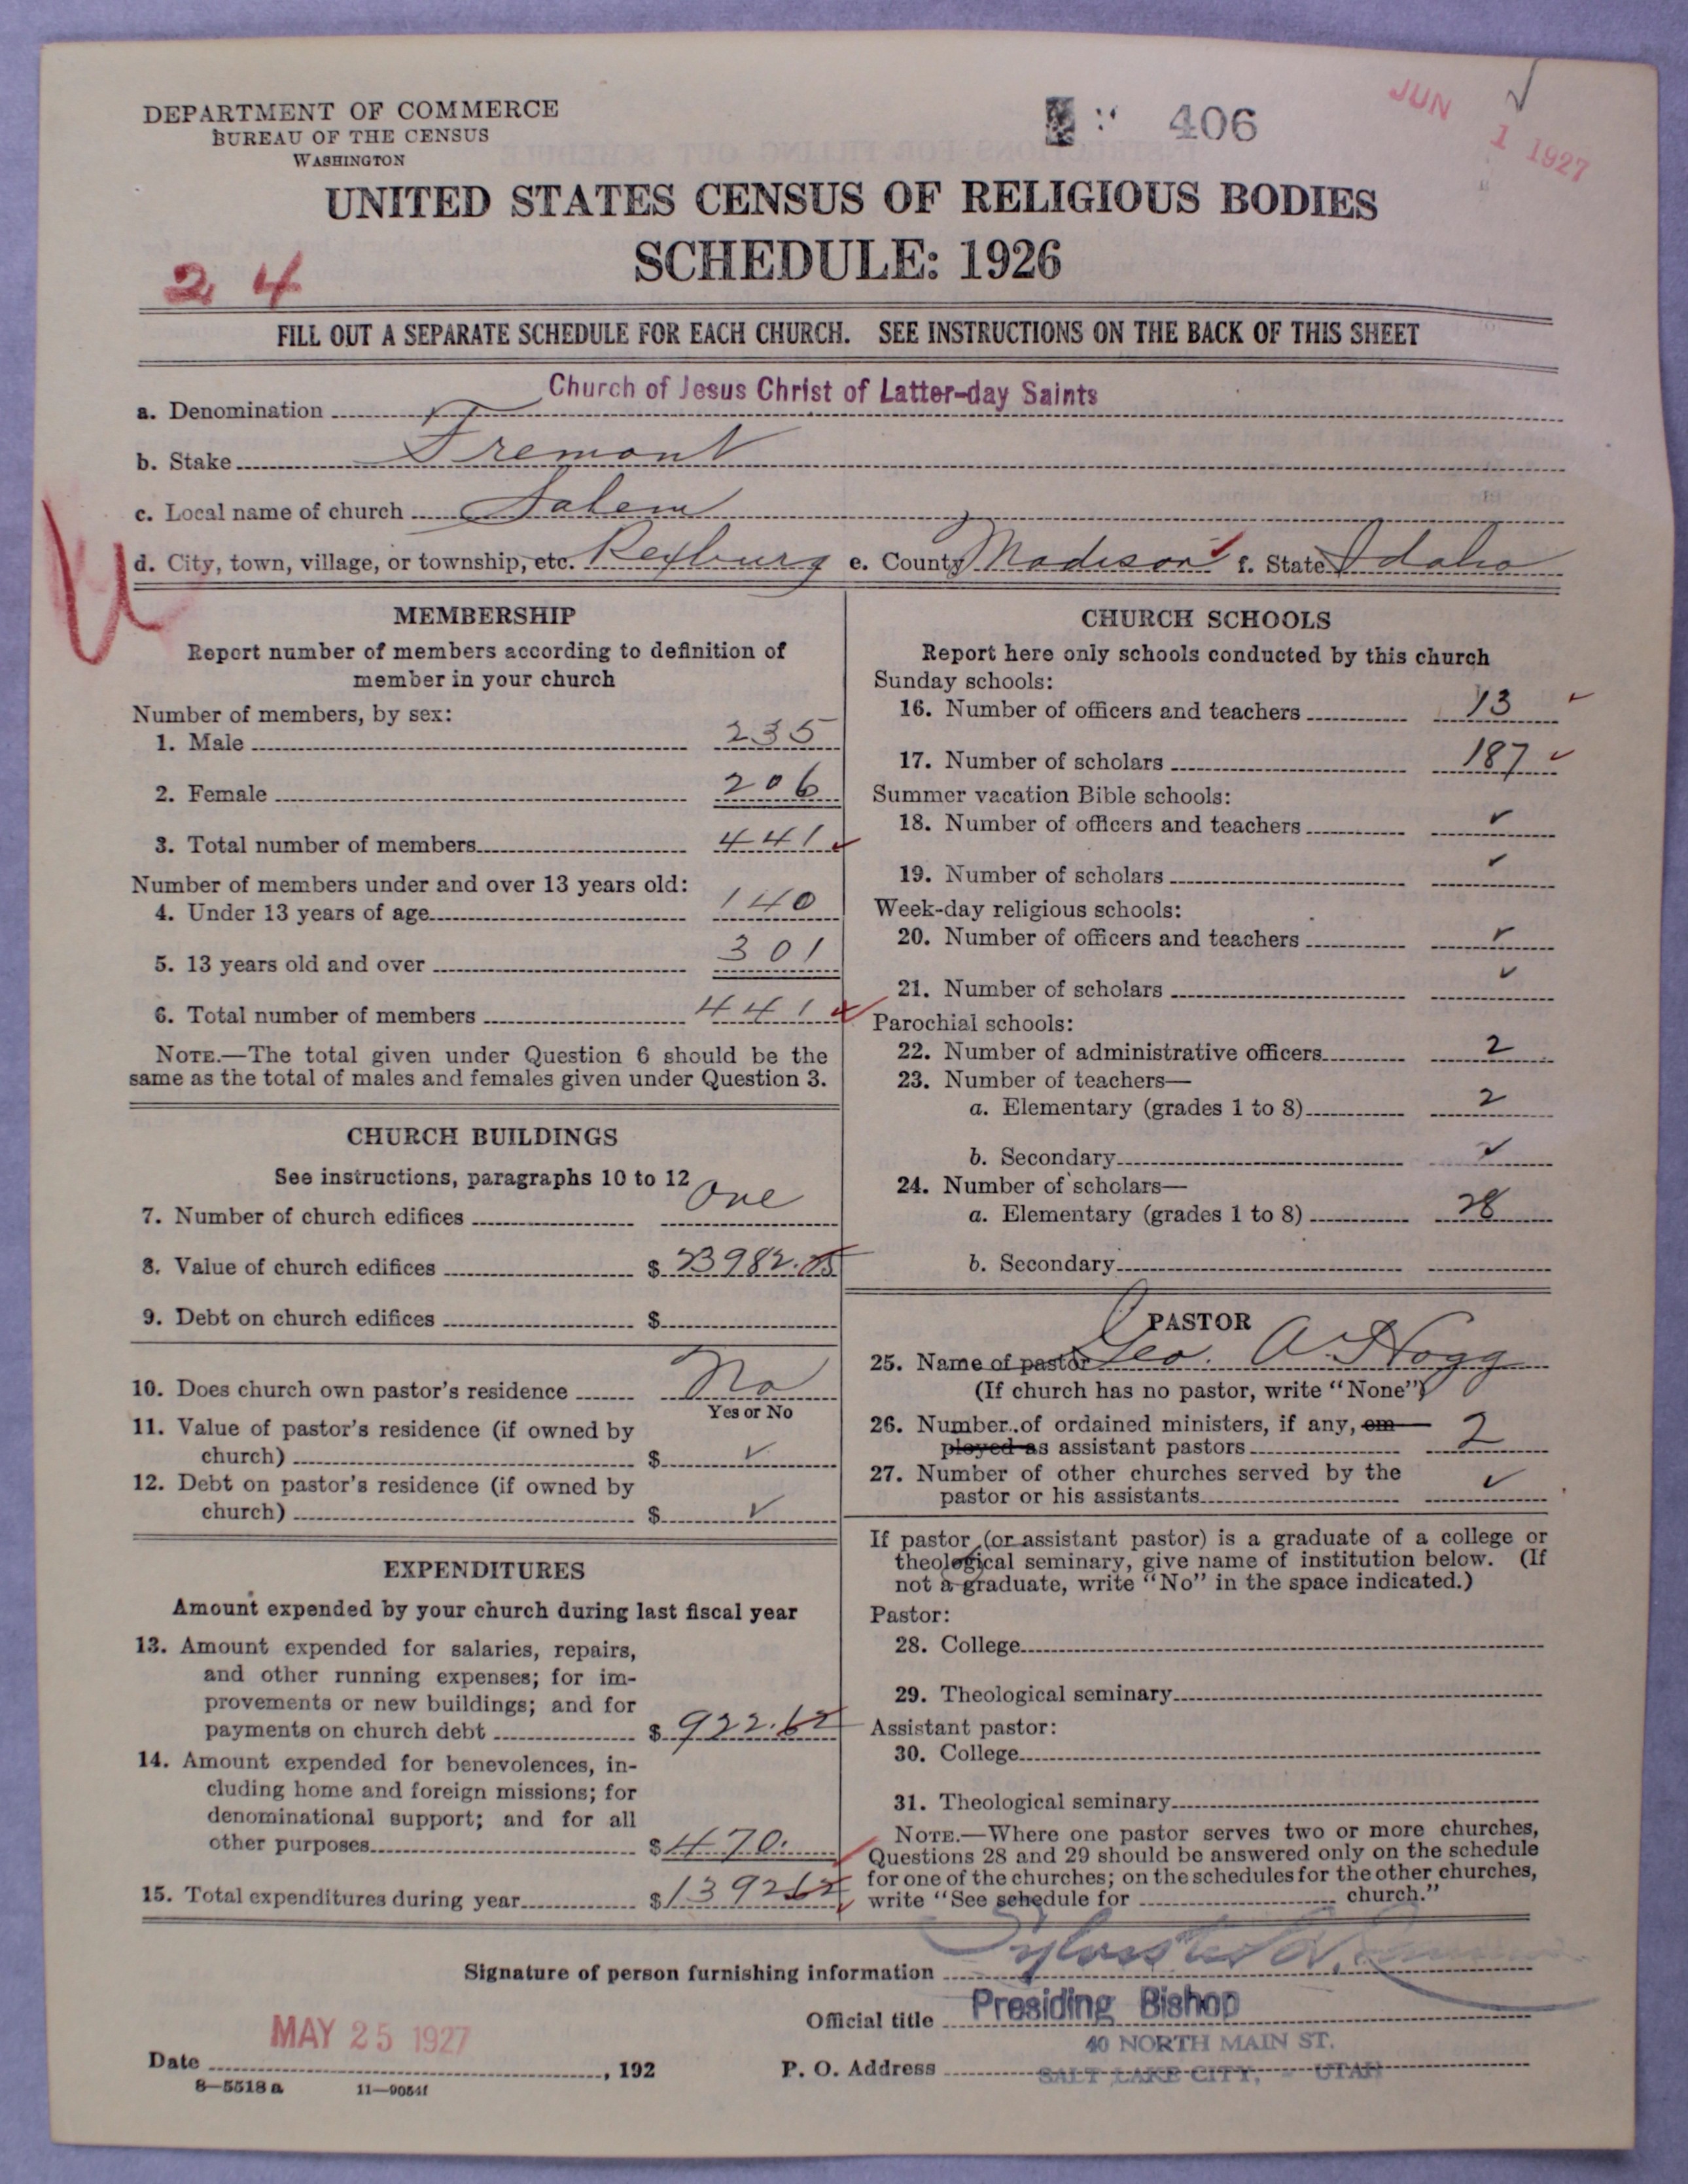 DEPARTMENT OF COMMERCE
BUREAU OF THE CENSUS
WASHINGTON
406
JUN 1 1927
UNITED STATES CENSUS OF RELIGIOUS BODIES
SCHEDULE: 1926
2 4
FILL OUT A SEPARATE SCHEDULE FOR EACH CHURCH. SEE INSTRUCTIONS ON THE BACK OF THIS SHEET
a. Denomination Church of Jesus Christ of Latter-day Saints
b. Stake Fremont
c. Local name of church Salem
d. City, town, village, or township, etc. Rexburg e. County Madison f. State Idaho
MEMBERSHIP
Report number of members according to definition of
member in your church
Number of members, by sex:
1. Male 235
2. Female 206
3. Total number of members 441
Number of members under and over 13 years old:
4. Under 13 years of age 140
5. 13 years old and over 301
6. Total number of members 441
NOTE.—The total given under Question 6 should be the
same as the total of males and females given under Question 3.
CHURCH BUILDINGS
See instructions, paragraphs 10 to 12
7. Number of church edifices One
8. Value of church edifices $ 23982.75
9. Debt on church edifices $
10. Does church own pastor's residence No
Yes or No
11. Value of pastor's residence (if owned by
church) $ ✓
12. Debt on pastor's residence (if owned by
church) $ ✓
EXPENDITURES
Amount expended by your church during last fiscal year
13. Amount expended for salaries, repairs,
and other running expenses; for im-
provements or new buildings; and for
payments on church debt $ 922.62
14. Amount expended for benevolences, in-
cluding home and foreign missions; for
denominational support; and for all
other purposes $ 470.
15. Total expenditures during year $ 139262
CHURCH SCHOOLS
Report here only schools conducted by this church
Sunday schools:
16. Number of officers and teachers 13
17. Number of scholars 187
Summer vacation Bible schools:
18. Number of officers and teachers ✓
19. Number of scholars ✓
Week-day religious schools:
20. Number of officers and teachers ✓
21. Number of scholars ✓
Parochial schools:
22. Number of administrative officers 2
23. Number of teachers—
a. Elementary (grades 1 to 8) 2
b. Secondary ✓
24. Number of scholars—
a. Elementary (grades 1 to 8) 28
b. Secondary
PASTOR
25. Name of pastor Geo. A. Hogg
(If church has no pastor, write "None")
26. Number of ordained ministers, if any, em-
ployed as assistant pastors 2
27. Number of other churches served by the
pastor or his assistants ✓
If pastor (or assistant pastor) is a graduate of a college or
theological seminary, give name of institution below. (If
not a graduate, write "No" in the space indicated.)
Pastor:
28. College
29. Theological seminary
Assistant pastor:
30. College
31. Theological seminary
NOTE.—Where one pastor serves two or more churches,
Questions 28 and 29 should be answered only on the schedule
for one of the churches; on the schedules for the other churches,
write "See schedule for church."
Signature of person furnishing information Sylvester Q.
Official title Presiding Bishop
MAY 25 1927
Date , 192
P. O. Address 40 NORTH MAIN ST.
SALT LAKE CITY, - UTAH
8—5518 a 11—9054f